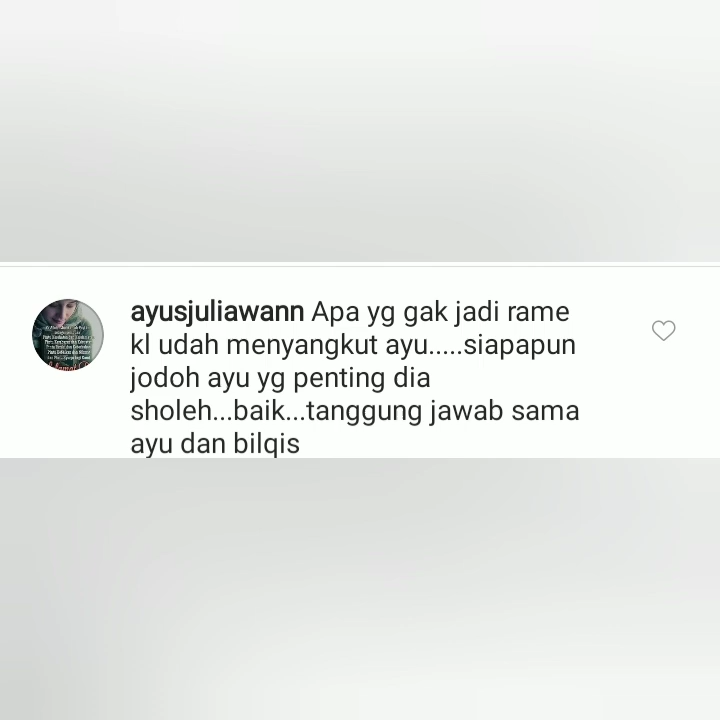 ayusjuliawann Apa yg gak jadi rame
kl udah menyangkut ayu.....siapapun
jodoh ayu yg penting dia
sholeh...baik...tanggung jawab sama
ayu dan bilqis